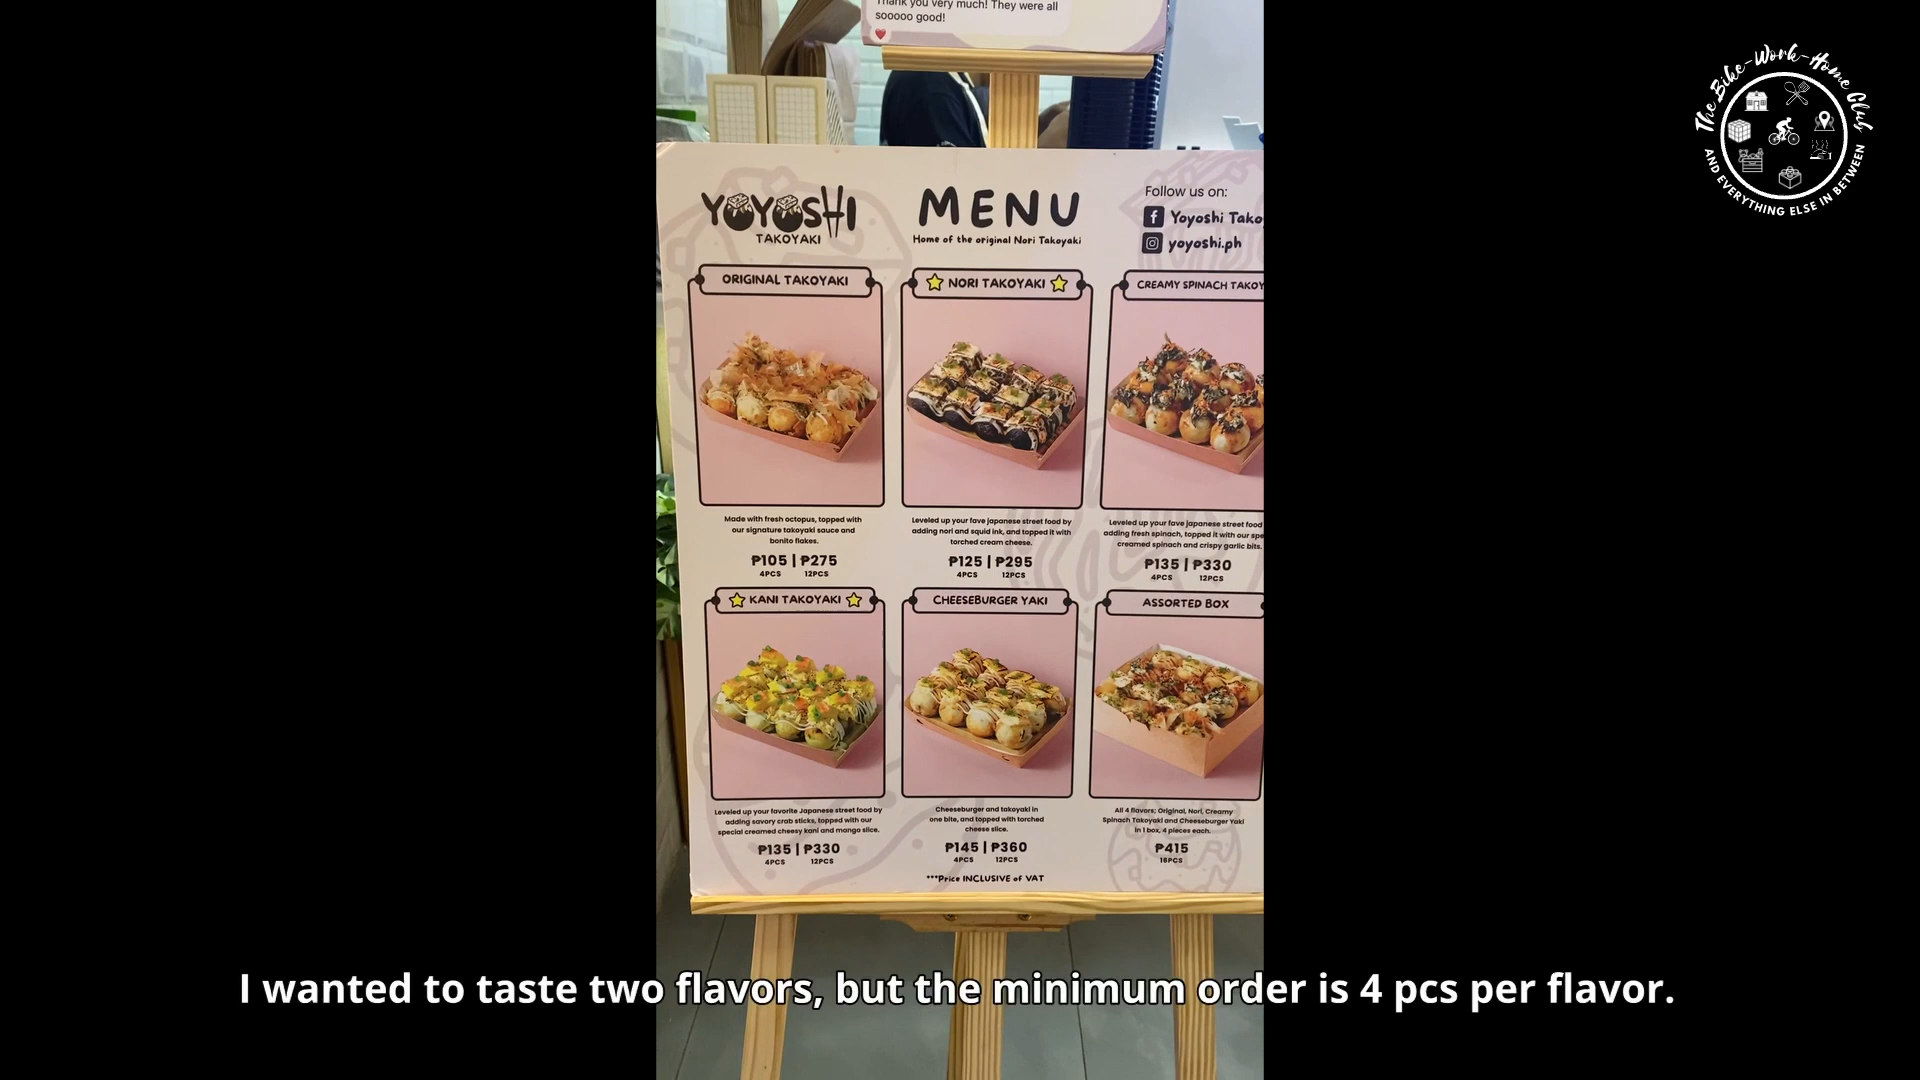 Thank you very much! They were all
sooooo good!
The Bike-Work-Home Club
AND EVERYTHING ELSE IN BETWEEN
YOYOSHI
TAKOYAKI
MENU
Home of the original Nori Takoyaki
Follow us on:
Yoyoshi Tako
yoyoshi.ph
ORIGINAL TAKOYAKI
NORI TAKOYAKI
CREAMY SPINACH TAKOY
Made with fresh octopus, topped with
our signature takoyaki sauce and
bonito flakes.
₱105 | ₱275
4PCS 12PCS
Leveled up your fave japanese street food by
adding nori and squid ink, and topped it with
torched cream cheese.
₱125 | ₱295
4PCS 12PCS
Leveled up your fave japanese street food
adding fresh spinach, topped it with our spe
creamed spinach and crispy garlic bits.
₱135 | ₱330
4PCS 12PCS
KANI TAKOYAKI
CHEESEBURGER YAKI
ASSORTED BOX
Leveled up your favorite Japanese street food by
adding savory crab sticks, topped with our
special creamed cheesy kani and mango slice.
₱135 | ₱330
4PCS 12PCS
Cheeseburger and takoyaki in
one bite, and topped with torched
cheese slice.
₱145 | ₱360
4PCS 12PCS
All 4 flavors; Original, Nori, Creamy
Spinach Takoyaki and Cheeseburger Yaki
in 1 box, 4 pieces each.
₱415
16PCS
***Price INCLUSIVE of VAT
I wanted to taste two flavors, but the minimum order is 4 pcs per flavor.